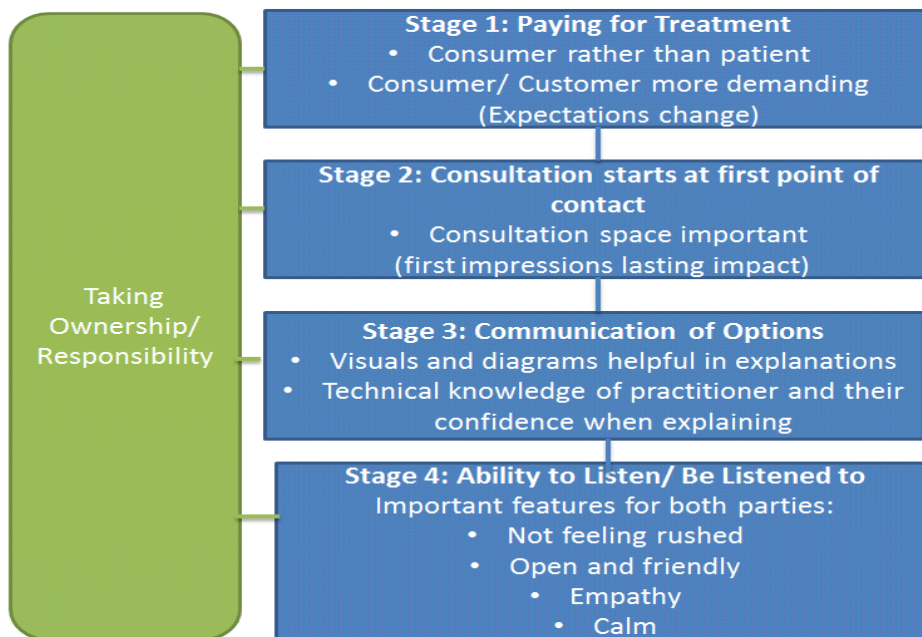 Taking
Ownership/
Responsibility
Stage 1: Paying for Treatment
• Consumer rather than patient
• Consumer/ Customer more demanding
(Expectations change)
Stage 2: Consultation starts at first point of
contact
• Consultation space important
(first impressions lasting impact)
Stage 3: Communication of Options
• Visuals and diagrams helpful in explanations
• Technical knowledge of practitioner and their
confidence when explaining
Stage 4: Ability to Listen/ Be Listened to
Important features for both parties:
• Not feeling rushed
• Open and friendly
• Empathy
• Calm